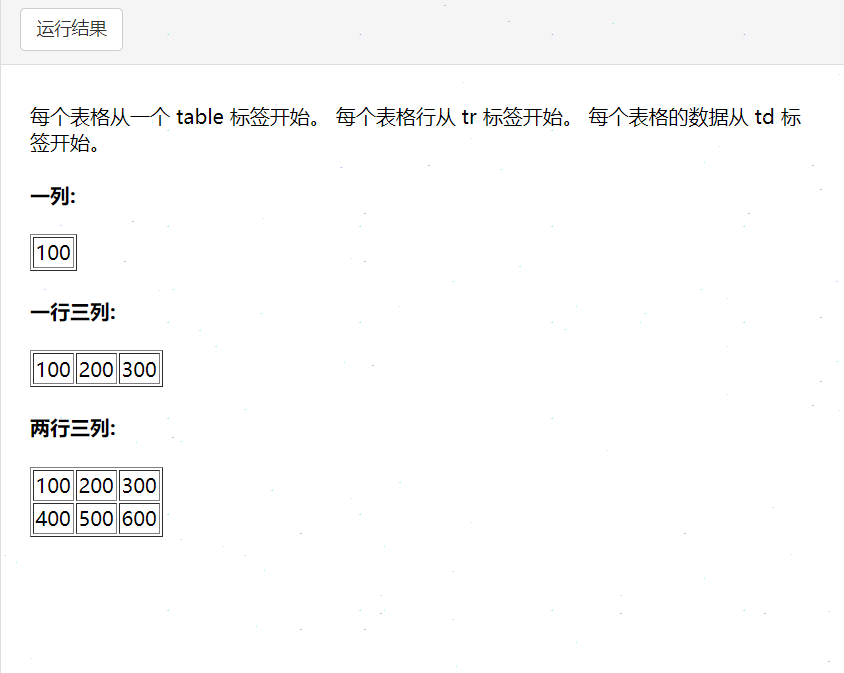 运行结果
每个表格从一个 table 标签开始。 每个表格行从 tr 标签开始。 每个表格的数据从 td 标
签开始。
一列:
100
一行三列:
100 200 300
两行三列:
100 200 300
400 500 600